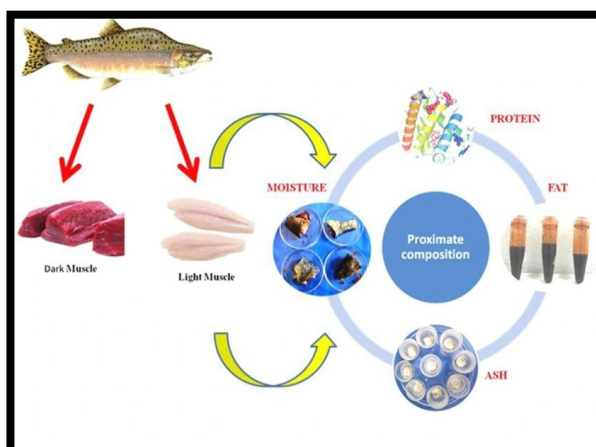 PROTEIN
MOISTURE
FAT
Proximate
composition
Dark Muscle
Light Muscle
ASH